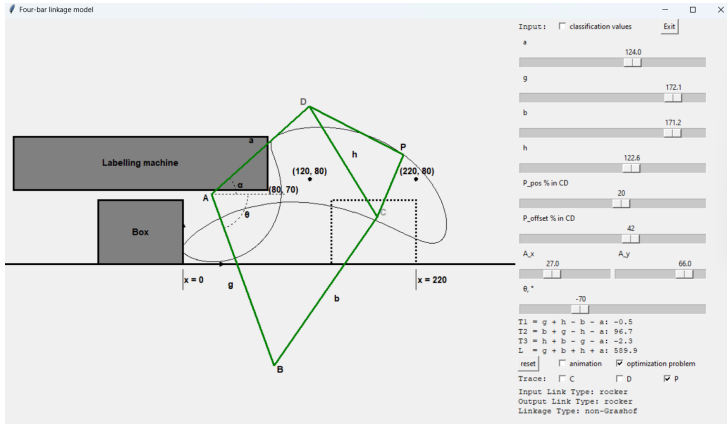 Four-bar linkage model
Input: classification values Exit
a
124.0
g
172.1
b
171.2
h
122.6
P_pos % in CD
20
P_offset % in CD
42
A_x A_y
27.0 66.0
θ, °
-70
T1 = g + h - b - a: -0.5
T2 = b + g - h - a: 96.7
T3 = h + b - g - a: -2.3
L = g + b + h + a: 589.9
reset animation optimization problem
Trace: C D P
Input Link Type: rocker
Output Link Type: rocker
Linkage Type: non-Grashof
D
a
P
h
Labelling machine
(120, 80)
(220, 80)
α
A
(80, 70)
θ
C
Box
x = 0
g
x = 220
b
B